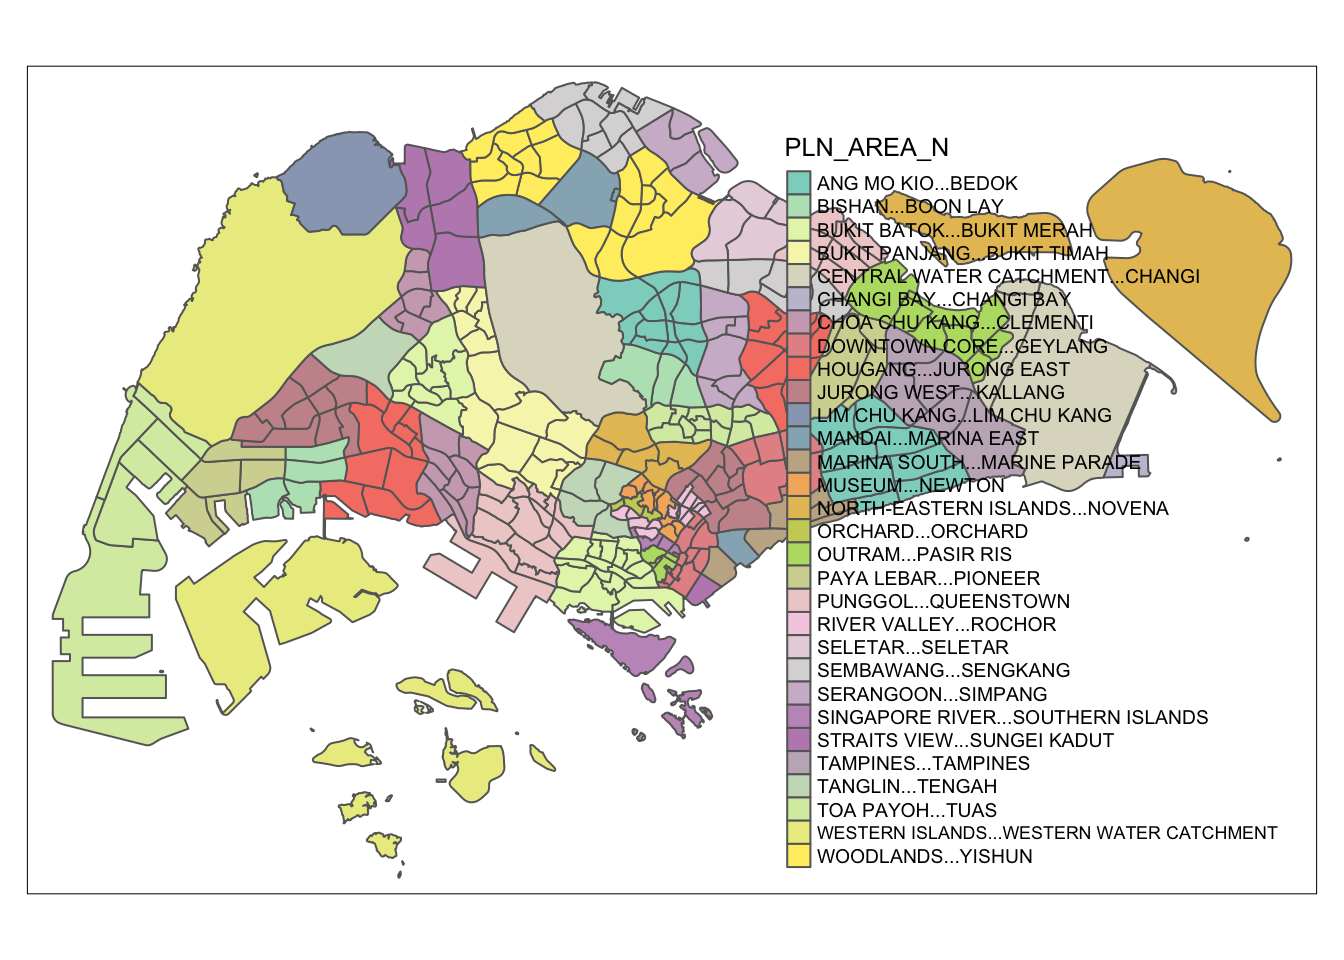 PLN_AREA_N
ANG MO KIO...BEDOK
BISHAN...BOON LAY
BUKIT BATOK...BUKIT MERAH
BUKIT PANJANG...BUKIT TIMAH
CENTRAL WATER CATCHMENT...CHANGI
CHANGI BAY...CHANGI BAY
CHOA CHU KANG...CLEMENTI
DOWNTOWN CORE...GEYLANG
HOUGANG...JURONG EAST
JURONG WEST...KALLANG
LIM CHU KANG...LIM CHU KANG
MANDAI...MARINA EAST
MARINA SOUTH...MARINE PARADE
MUSEUM...NEWTON
NORTH-EASTERN ISLANDS...NOVENA
ORCHARD...ORCHARD
OUTRAM...PASIR RIS
PAYA LEBAR...PIONEER
PUNGGOL...QUEENSTOWN
RIVER VALLEY...ROCHOR
SELETAR...SELETAR
SEMBAWANG...SENGKANG
SERANGOON...SIMPANG
SINGAPORE RIVER...SOUTHERN ISLANDS
STRAITS VIEW...SUNGEI KADUT
TAMPINES...TAMPINES
TANGLIN...TENGAH
TOA PAYOH...TUAS
WESTERN ISLANDS...WESTERN WATER CATCHMENT
WOODLANDS...YISHUN